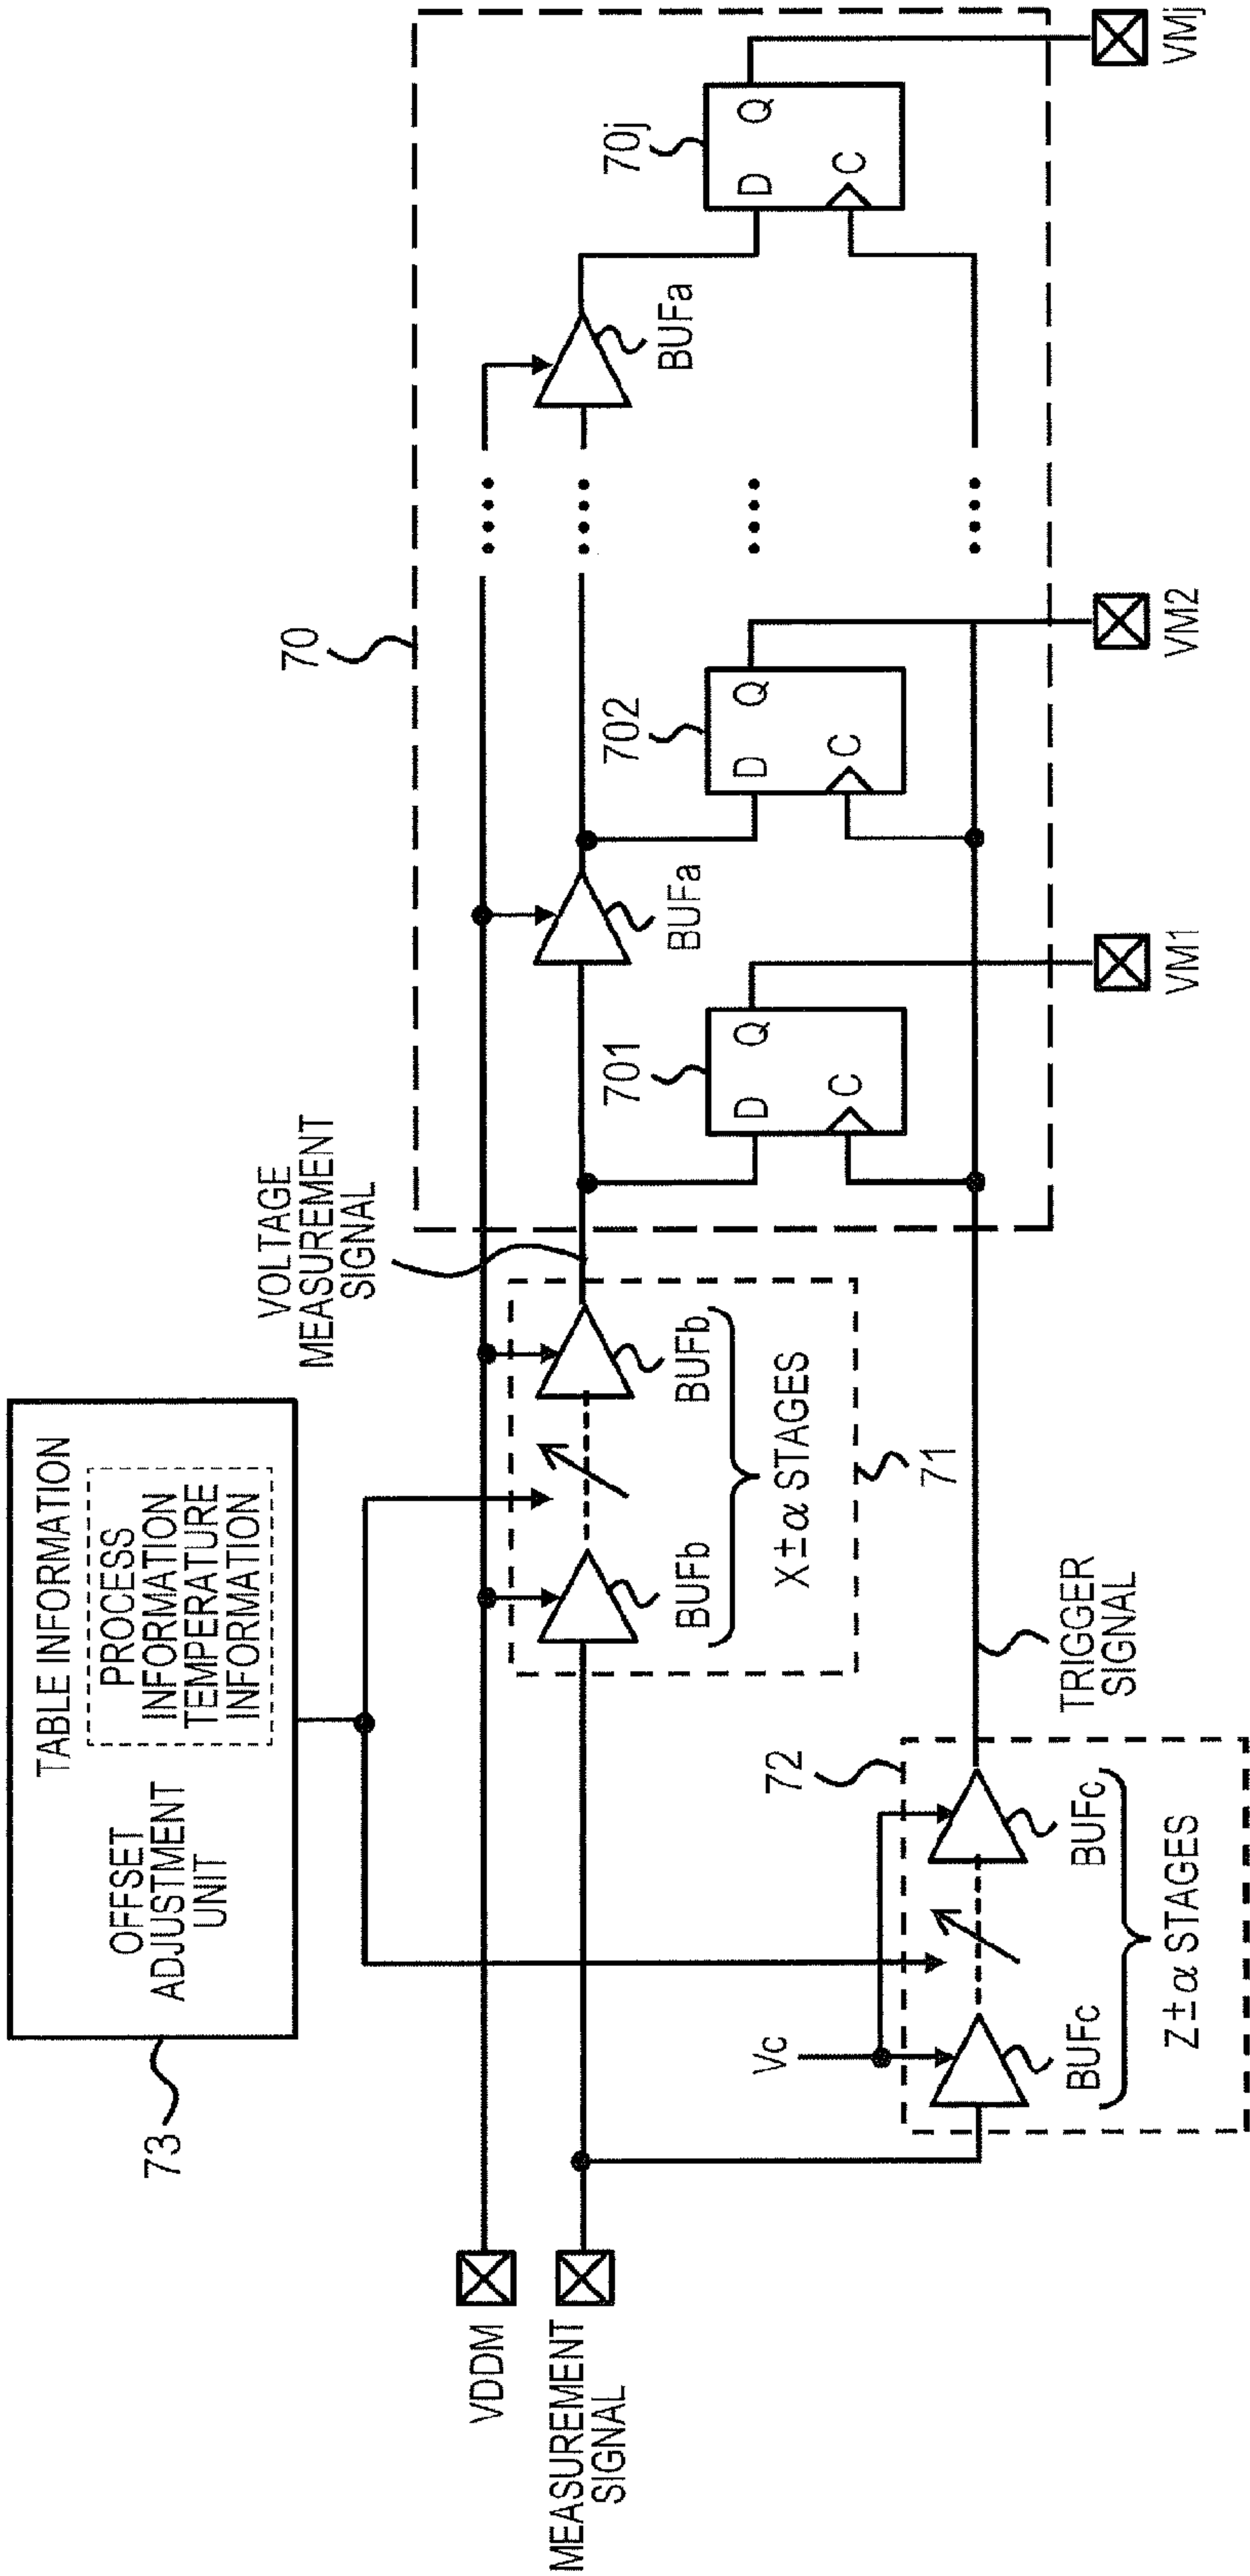 73
OFFSET
ADJUSTMENT
UNIT
TABLE INFORMATION
PROCESS
INFORMATION
TEMPERATURE
INFORMATION
VDDM
MEASUREMENT
SIGNAL
VOLTAGE
MEASUREMENT
SIGNAL
70
BUFb
BUFb
X±α STAGES
71
BUFa
BUFa
701
D
Q
C
702
D
Q
C
70j
D
Q
C
Vc
72
BUFc
BUFc
Z±α STAGES
TRIGGER
SIGNAL
VM1
VM2
VMj